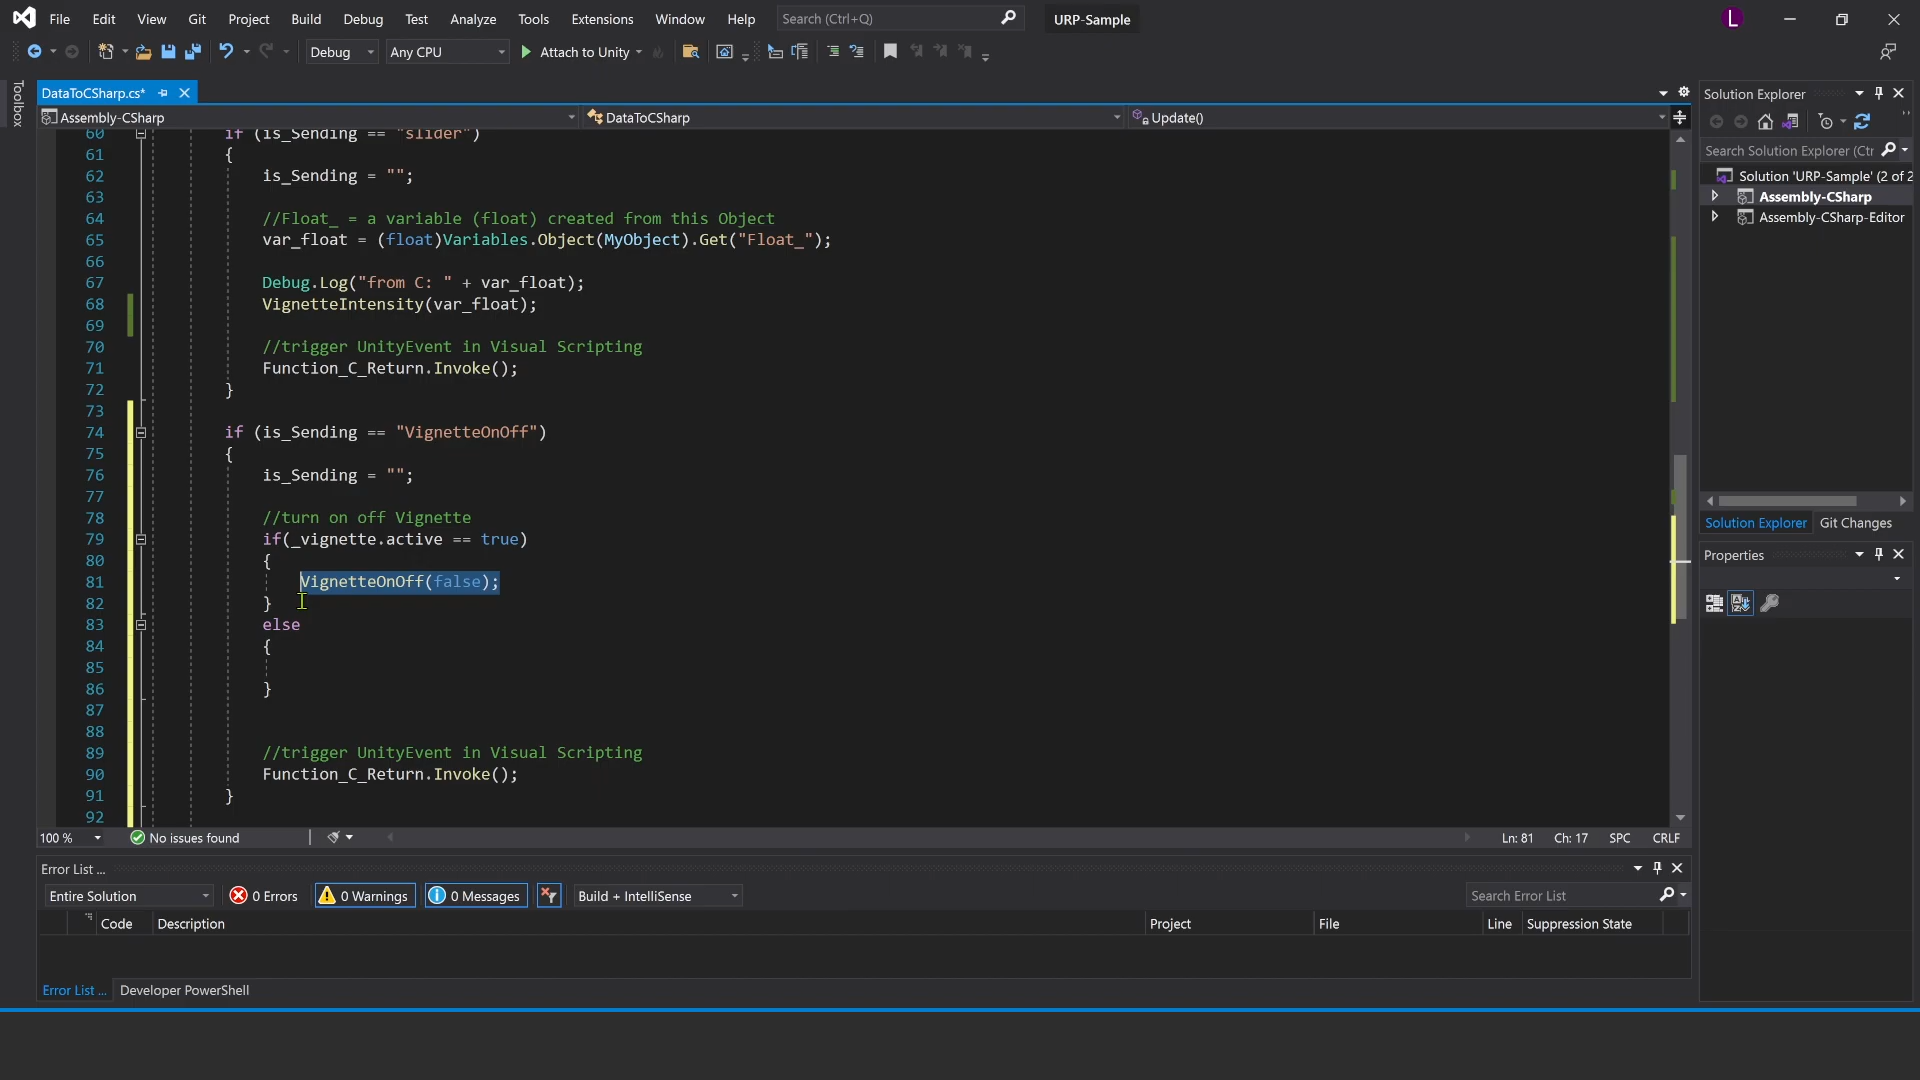 File Edit View Git Project Build Debug Test Analyze Tools Extensions Window Help Search (Ctrl+Q) URP-Sample L
Debug Any CPU Attach to Unity
Toolbox
DataToCSharp.cs*
Assembly-CSharp DataToCSharp Update()
60 if (is_Sending == "slider")
61 {
62 is_Sending = "";
63
64 //Float_ = a variable (float) created from this Object
65 var_float = (float)Variables.Object(MyObject).Get("Float_");
66
67 Debug.Log("from C: " + var_float);
68 VignetteIntensity(var_float);
69
70 //trigger UnityEvent in Visual Scripting
71 Function_C_Return.Invoke();
72 }
73
74 if (is_Sending == "VignetteOnOff")
75 {
76 is_Sending = "";
77
78 //turn on off Vignette
79 if(_vignette.active == true)
80 {
81 VignetteOnOff(false);
82 }
83 else
84 {
85
86 }
87
88
89 //trigger UnityEvent in Visual Scripting
90 Function_C_Return.Invoke();
91 }
92
100 % No issues found Ln: 81 Ch: 17 SPC CRLF
Error List ...
Entire Solution 0 Errors 0 Warnings 0 Messages Build + IntelliSense Search Error List
Code Description Project File Line Suppression State
Error List ... Developer PowerShell
Solution Explorer
Search Solution Explorer (Ctr
Solution 'URP-Sample' (2 of 2
Assembly-CSharp
Assembly-CSharp-Editor
Solution Explorer Git Changes
Properties